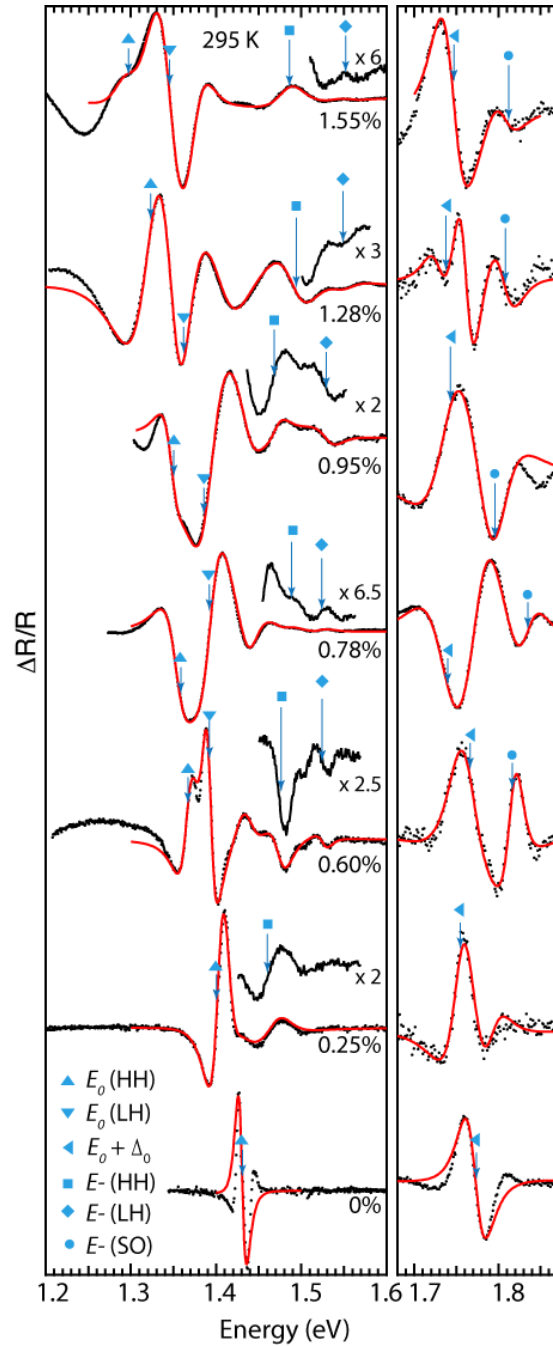 295 K
x 6
1.55%
x 3
1.28%
x 2
0.95%
x 6.5
0.78%
x 2.5
0.60%
x 2
0.25%
0%
ΔR/R
E0 (HH)
E0 (LH)
E0 + Δ0
E- (HH)
E- (LH)
E- (SO)
1.2 1.3 1.4 1.5 1.6 1.7 1.8
Energy (eV)